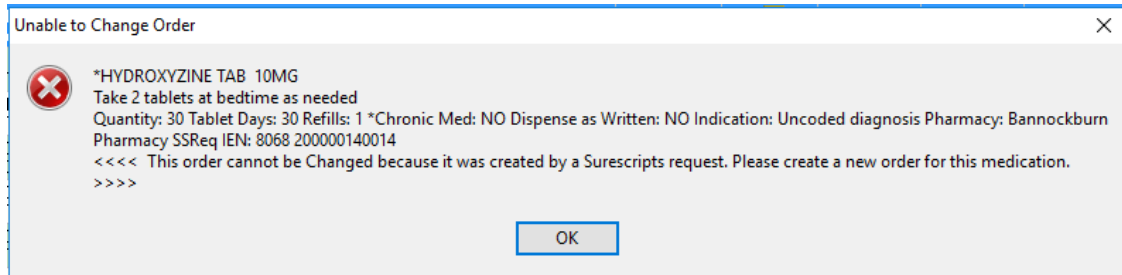 Unable to Change Order
*HYDROXYZINE TAB  10MG
Take 2 tablets at bedtime as needed
Quantity: 30 Tablet Days: 30 Refills: 1 *Chronic Med: NO Dispense as Written: NO Indication: Uncoded diagnosis Pharmacy: Bannockburn
Pharmacy SSReq IEN: 8068 200000140014
<<<<  This order cannot be Changed because it was created by a Surescripts request. Please create a new order for this medication.
>>>>
OK